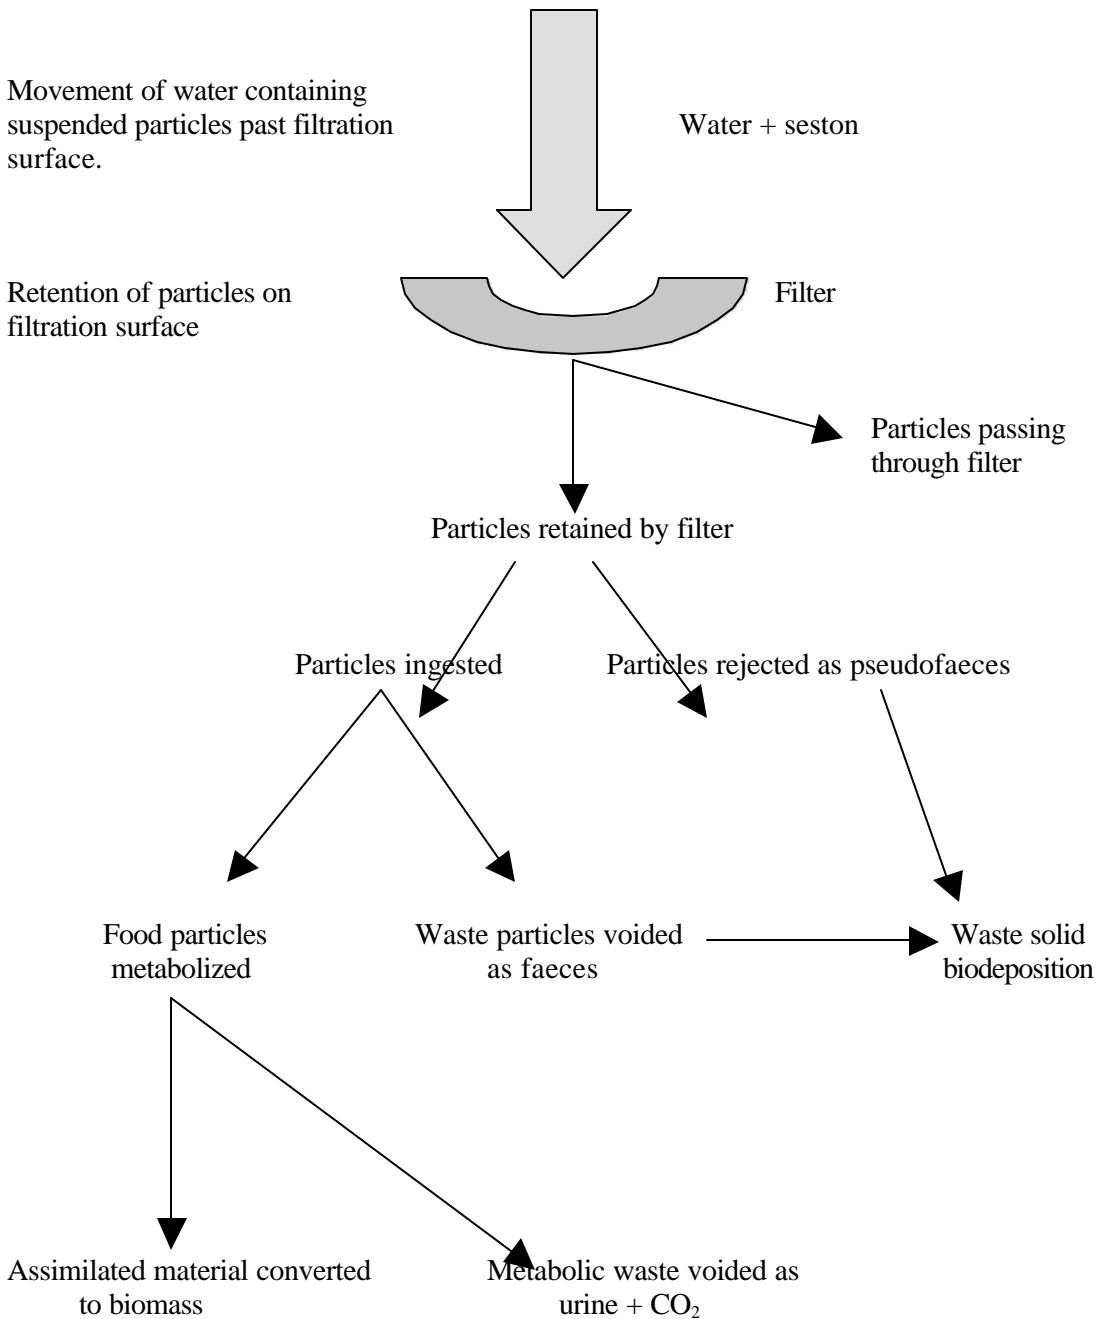 Movement of water containing
suspended particles past filtration
surface.
Water + seston
Retention of particles on
filtration surface
Filter
Particles passing
through filter
Particles retained by filter
Particles ingested
Particles rejected as pseudofaeces
Food particles
metabolized
Waste particles voided
as faeces
Waste solid
biodeposition
Assimilated material converted
to biomass
Metabolic waste voided as
urine + CO₂